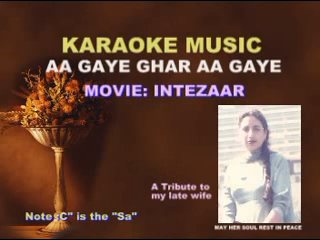 KARAOKE MUSIC
AA GAYE GHAR AA GAYE
MOVIE: INTEZAAR
A Tribute to
my late wife
Note:C" is the "Sa"
MAY HER SOUL REST IN PEACE